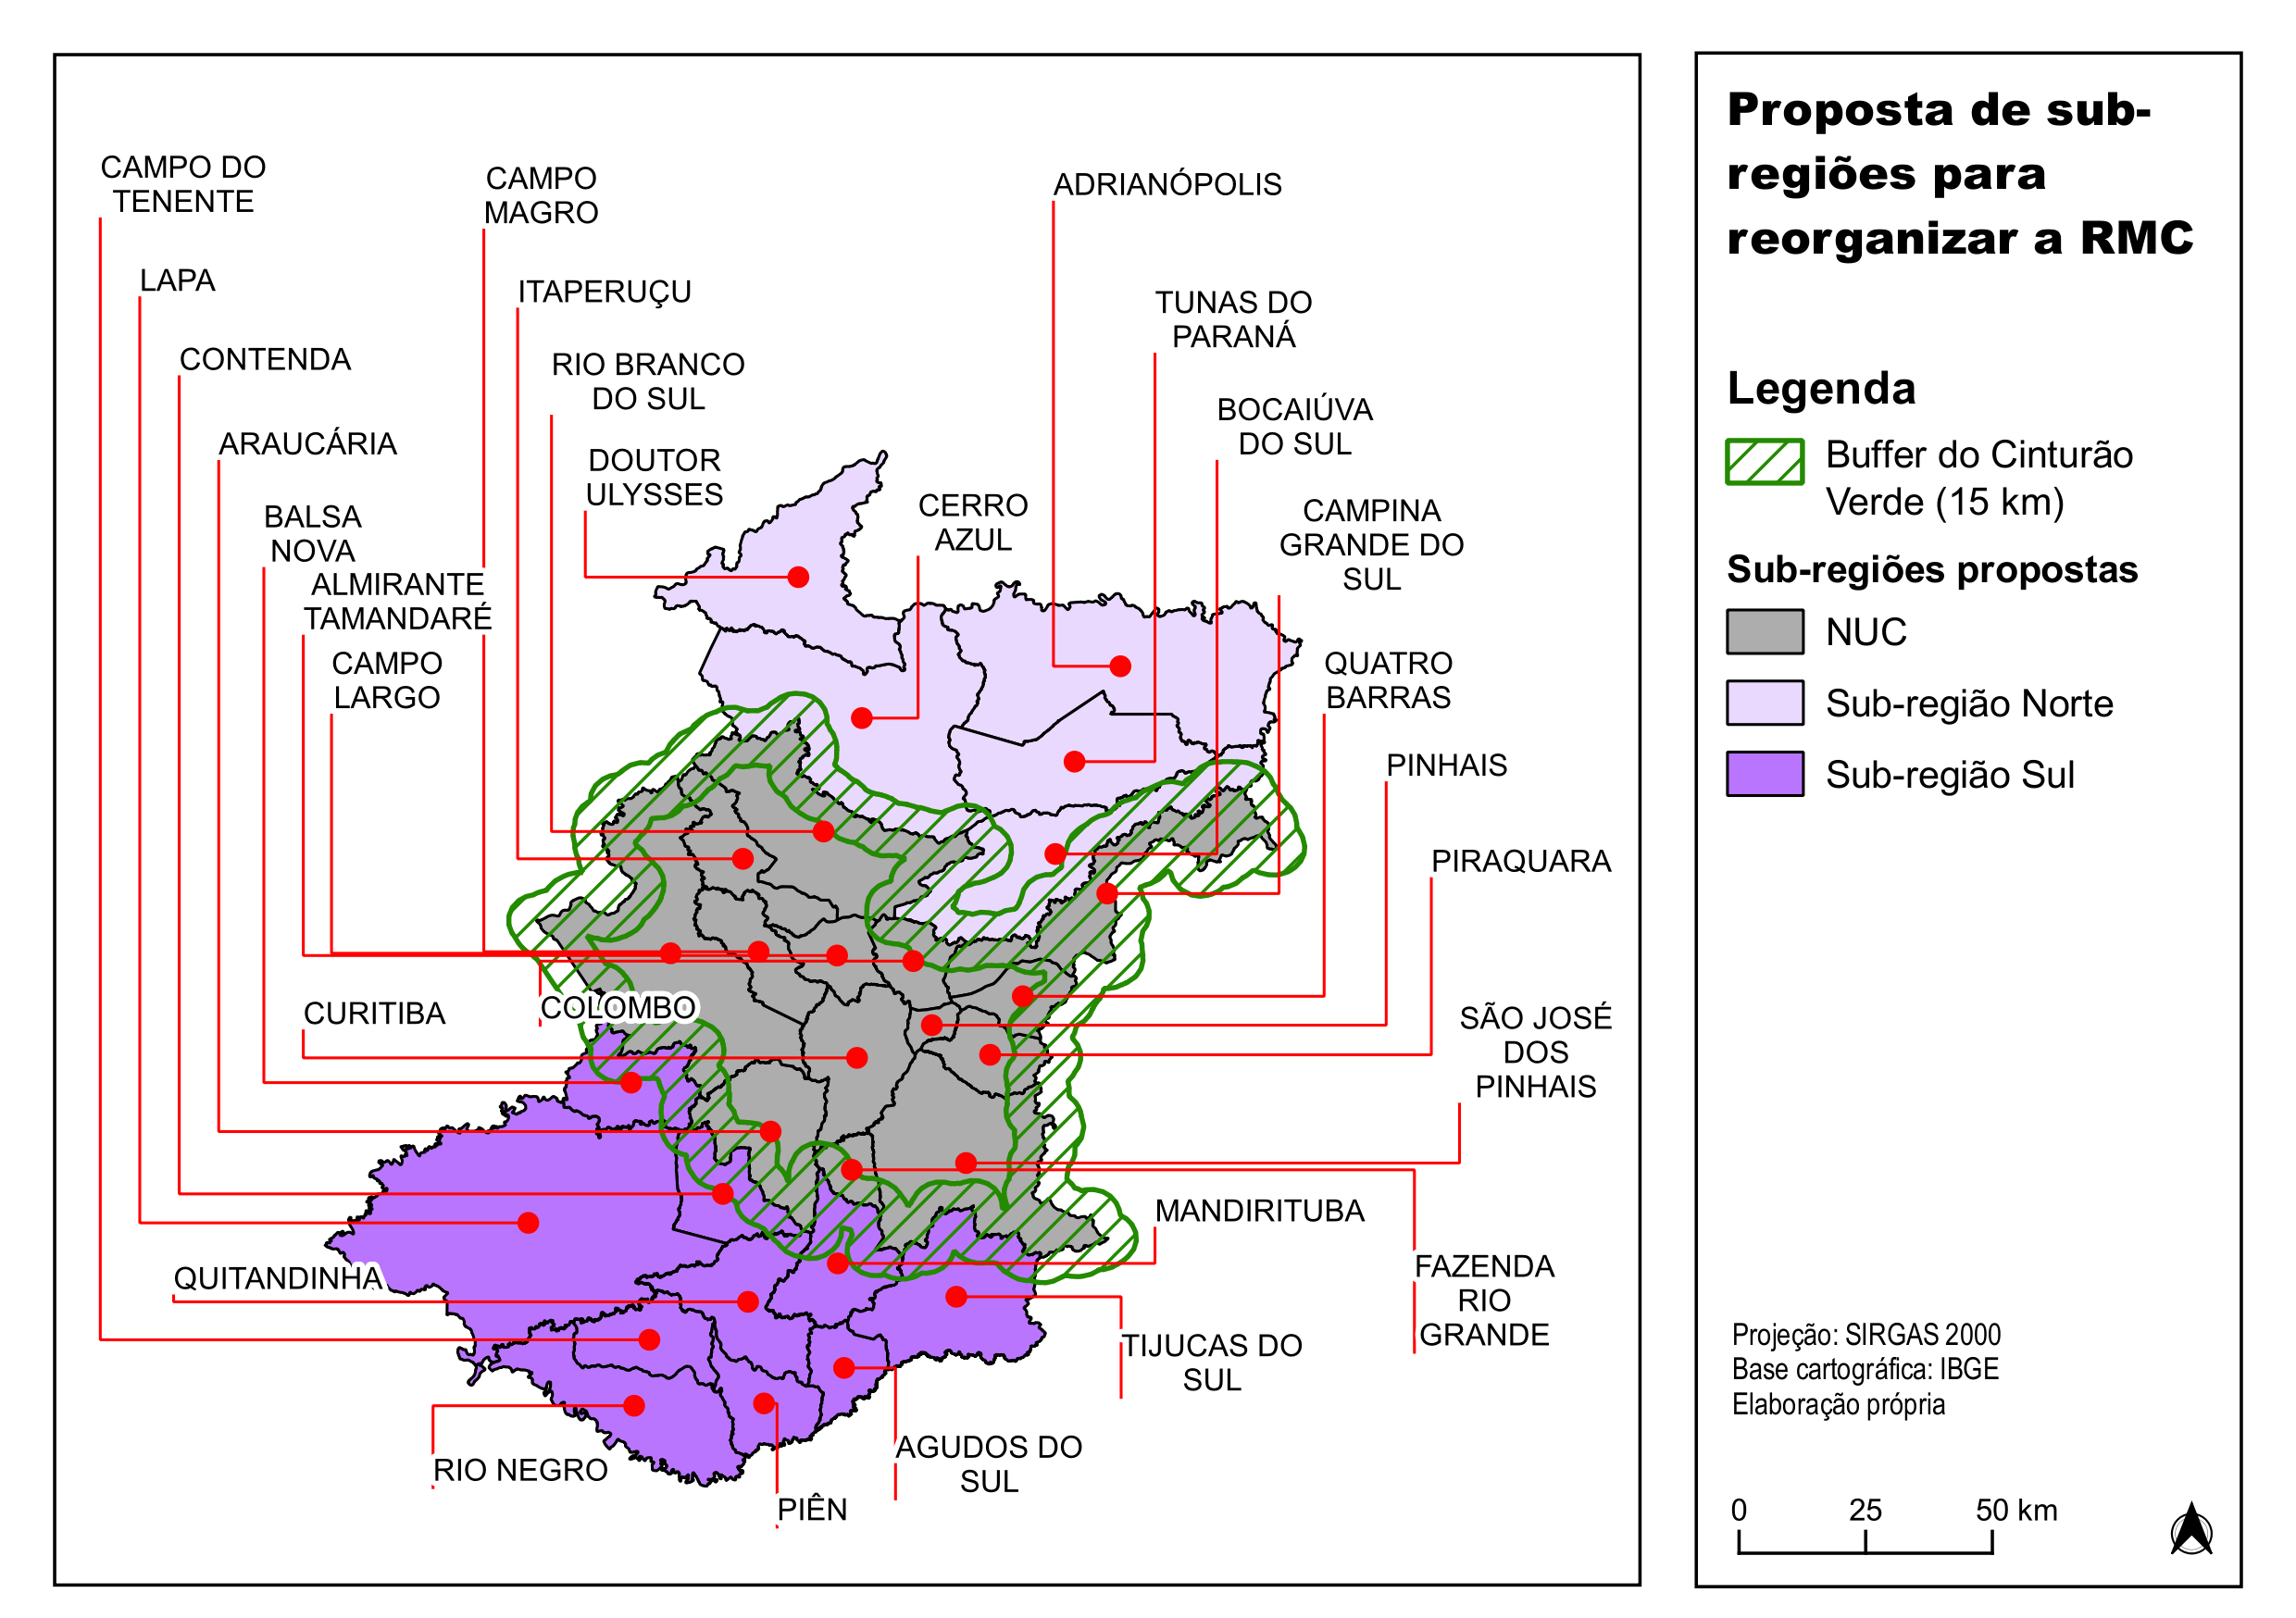 Proposta de sub-
regiões para
reorganizar a RMC
Legenda
Buffer do Cinturão
Verde (15 km)
Sub-regiões propostas
NUC
Sub-região Norte
Sub-região Sul
Projeção: SIRGAS 2000
Base cartográfica: IBGE
Elaboração própria
0 25 50 km
CAMPO DO
TENENTE
LAPA
CONTENDA
ARAUCÁRIA
BALSA
NOVA
ALMIRANTE
TAMANDARÉ
CAMPO
LARGO
CAMPO
MAGRO
ITAPERUÇU
RIO BRANCO
DO SUL
DOUTOR
ULYSSES
CERRO
AZUL
ADRIANÓPOLIS
TUNAS DO
PARANÁ
BOCAIÚVA
DO SUL
CAMPINA
GRANDE DO
SUL
QUATRO
BARRAS
PINHAIS
PIRAQUARA
SÃO JOSÉ
DOS
PINHAIS
COLOMBO
CURITIBA
MANDIRITUBA
FAZENDA
RIO
GRANDE
QUITANDINHA
TIJUCAS DO
SUL
AGUDOS DO
SUL
RIO NEGRO
PIÊN